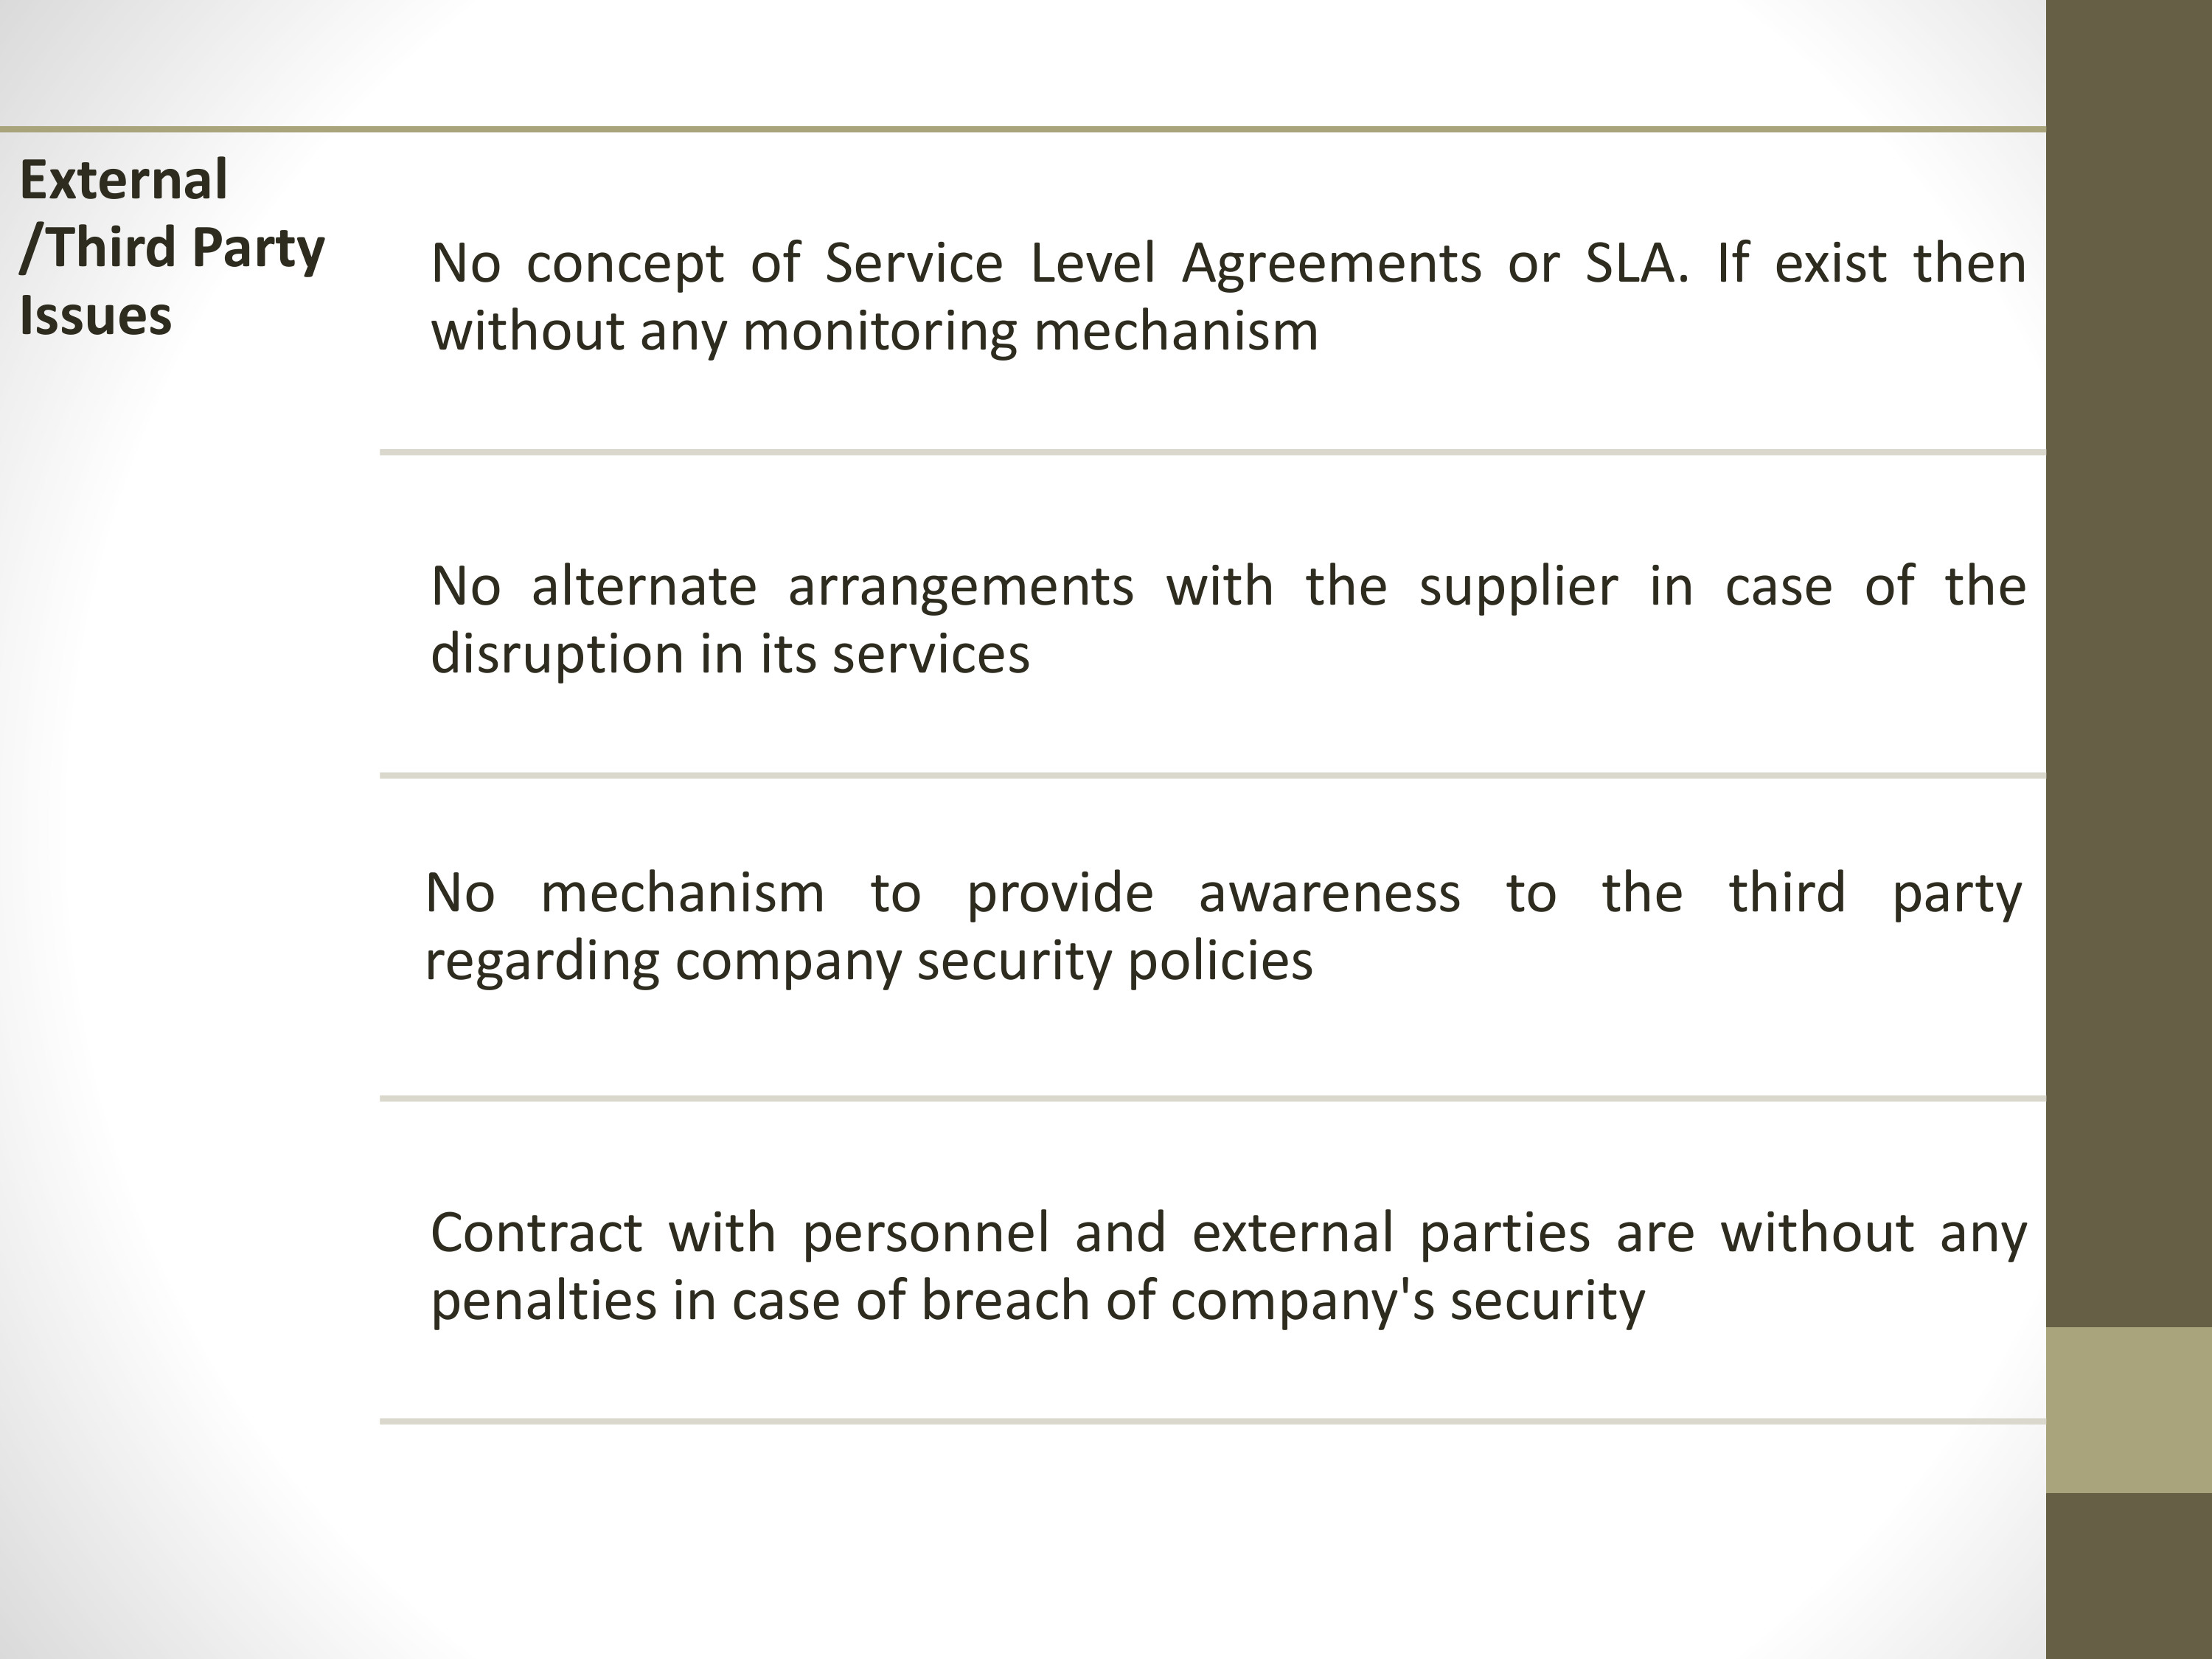 External
/Third Party
Issues
No concept of Service Level Agreements or SLA. If exist then
without any monitoring mechanism
No alternate arrangements with the supplier in case of the
disruption in its services
No mechanism to provide awareness to the third party
regarding company security policies
Contract with personnel and external parties are without any
penalties in case of breach of company's security